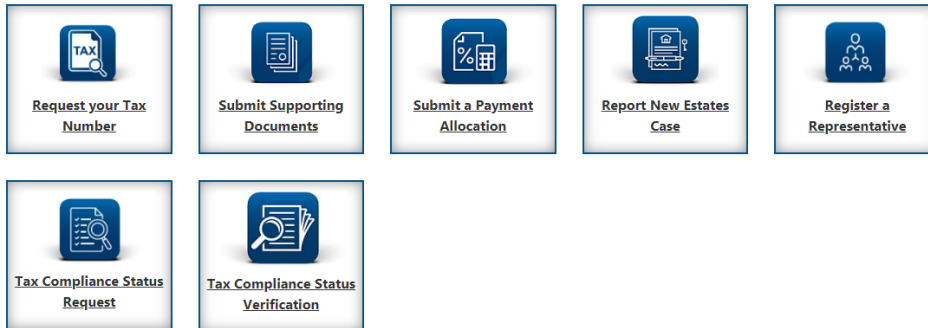 TAX
Request your Tax
Number
Submit Supporting
Documents
%
Submit a Payment
Allocation
Report New Estates
Case
Register a
Representative
Tax Compliance Status
Request
Tax Compliance Status
Verification